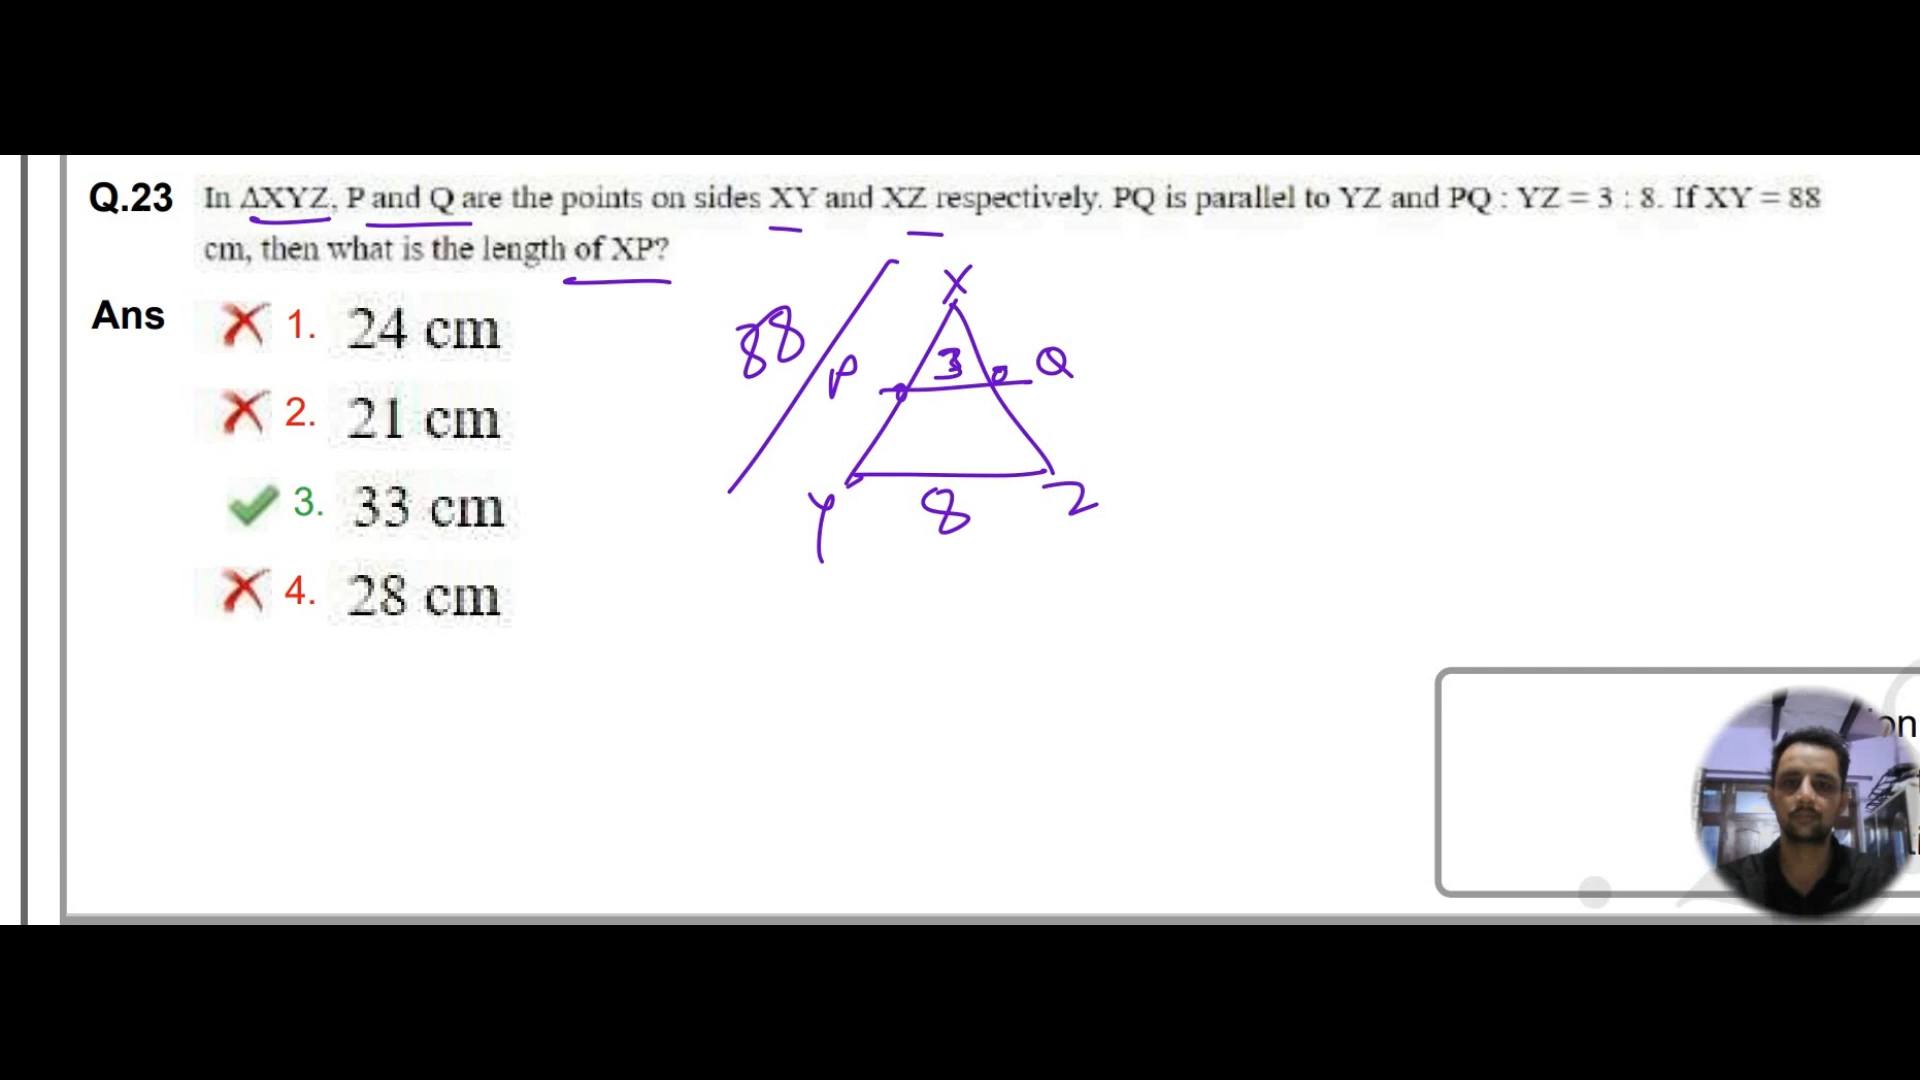 Q.23 In ΔXYZ, P and Q are the points on sides XY and XZ respectively. PQ is parallel to YZ and PQ : YZ = 3 : 8. If XY = 88
cm, then what is the length of XP?
Ans
1. 24 cm
2. 21 cm
3. 33 cm
4. 28 cm
X
88
P
3
Q
Y
8
Z
on